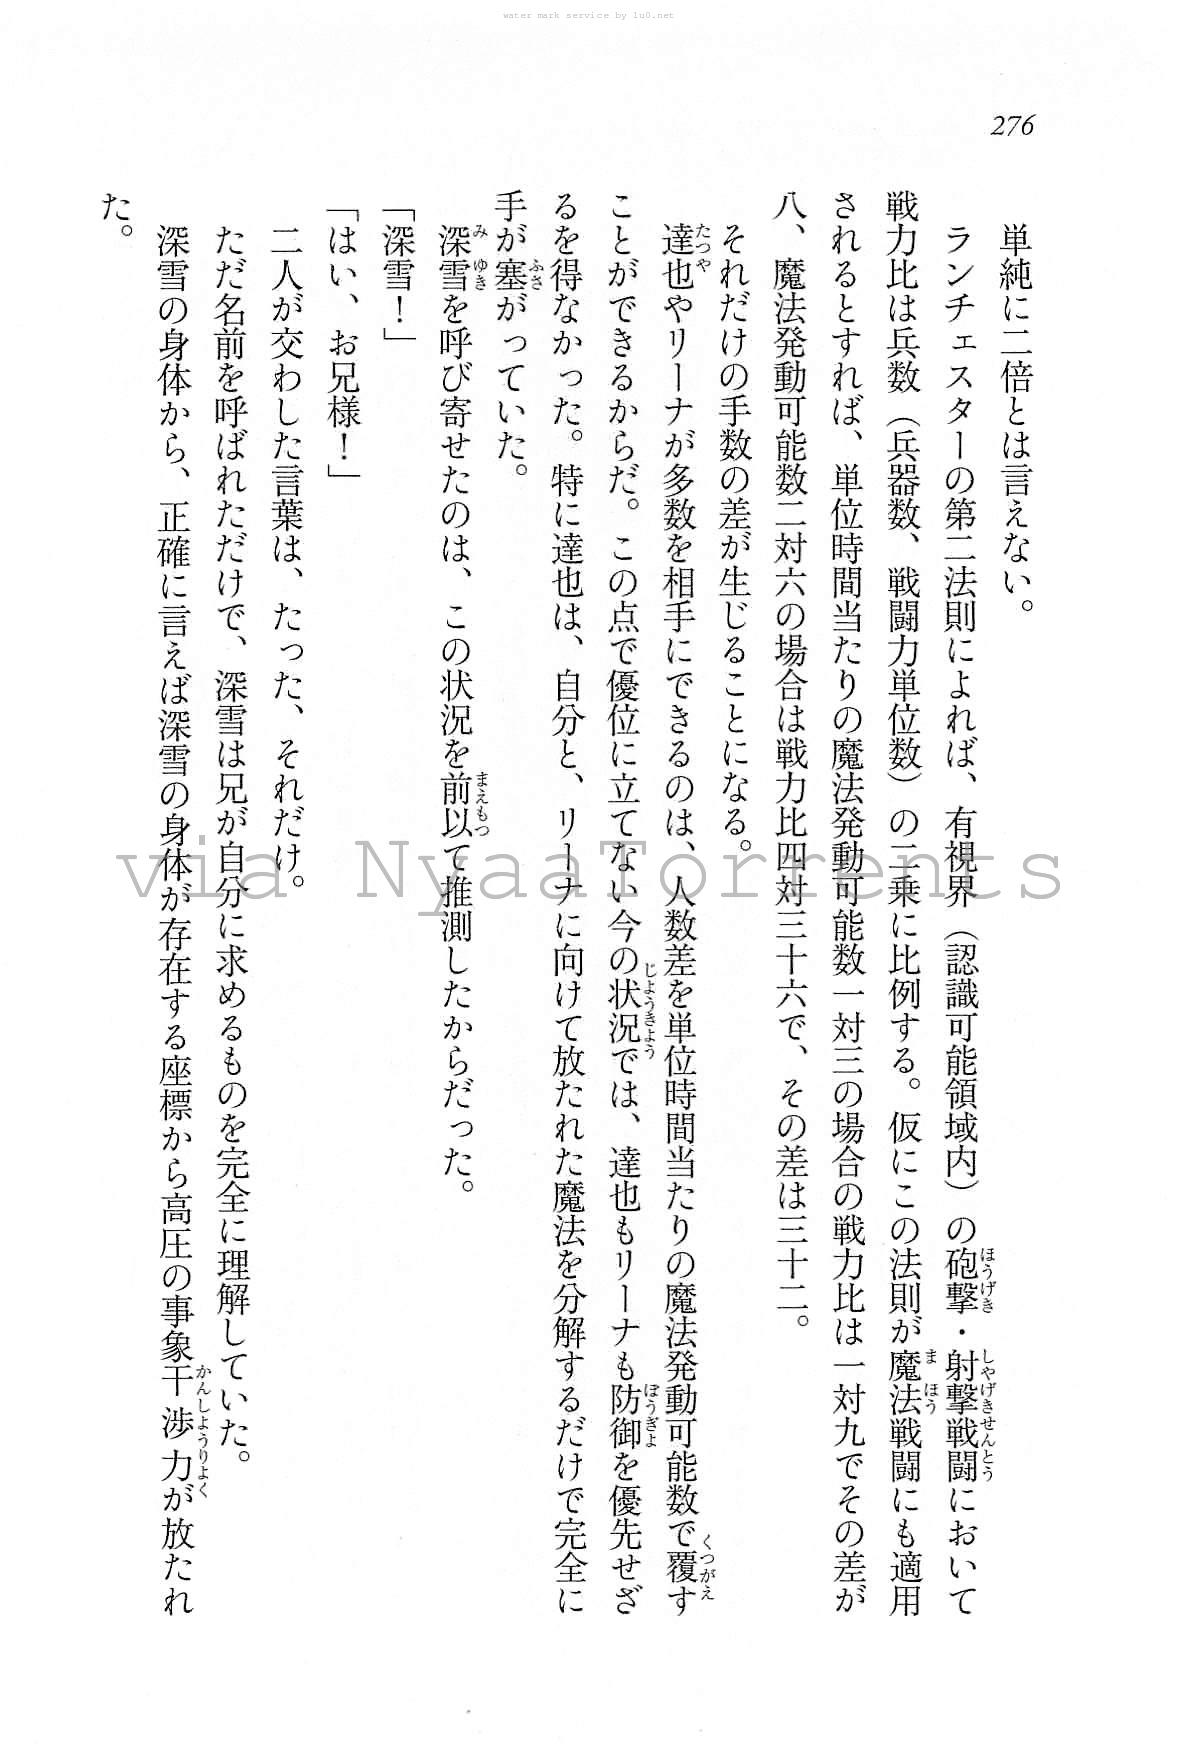 water mark service by lu0.net
276
単純に二倍とは言えない。
ランチェスターの第二法則によれば、有視界（認識可能領域内）の砲撃・射撃戦闘において
戦力比は兵数（兵器数、戦闘力単位数）の二乗に比例する。仮にこの法則が魔法戦闘にも適用
されるとすれば、単位時間当たりの魔法発動可能数一対三の場合の戦力比は一対九でその差が
八、魔法発動可能数二対六の場合は戦力比四対三十六で、その差は三十二。
それだけの手数の差が生じることになる。
達也やリーナが多数を相手にできるのは、人数差を単位時間当たりの魔法発動可能数で覆す
ことができるからだ。この点で優位に立てない今の状況では、達也もリーナも防御を優先せざ
るを得なかった。特に達也は、自分と、リーナに向けて放たれた魔法を分解するだけで完全に
手が塞がっていた。
深雪を呼び寄せたのは、この状況を前以て推測したからだった。
「深雪！」
「はい、お兄様！」
二人が交わした言葉は、たった、それだけ。
ただ名前を呼ばれただけで、深雪は兄が自分に求めるものを完全に理解していた。
深雪の身体から、正確に言えば深雪の身体が存在する座標から高圧の事象干渉力が放たれ
た。
via NyaaTorrents